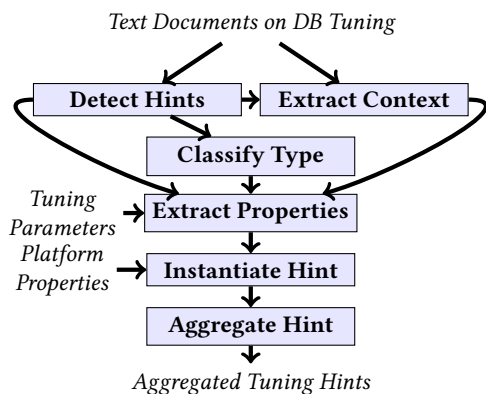 Text Documents on DB Tuning
Detect Hints
Extract Context
Classify Type
Tuning
Parameters
Extract Properties
Platform
Properties
Instantiate Hint
Aggregate Hint
Aggregated Tuning Hints